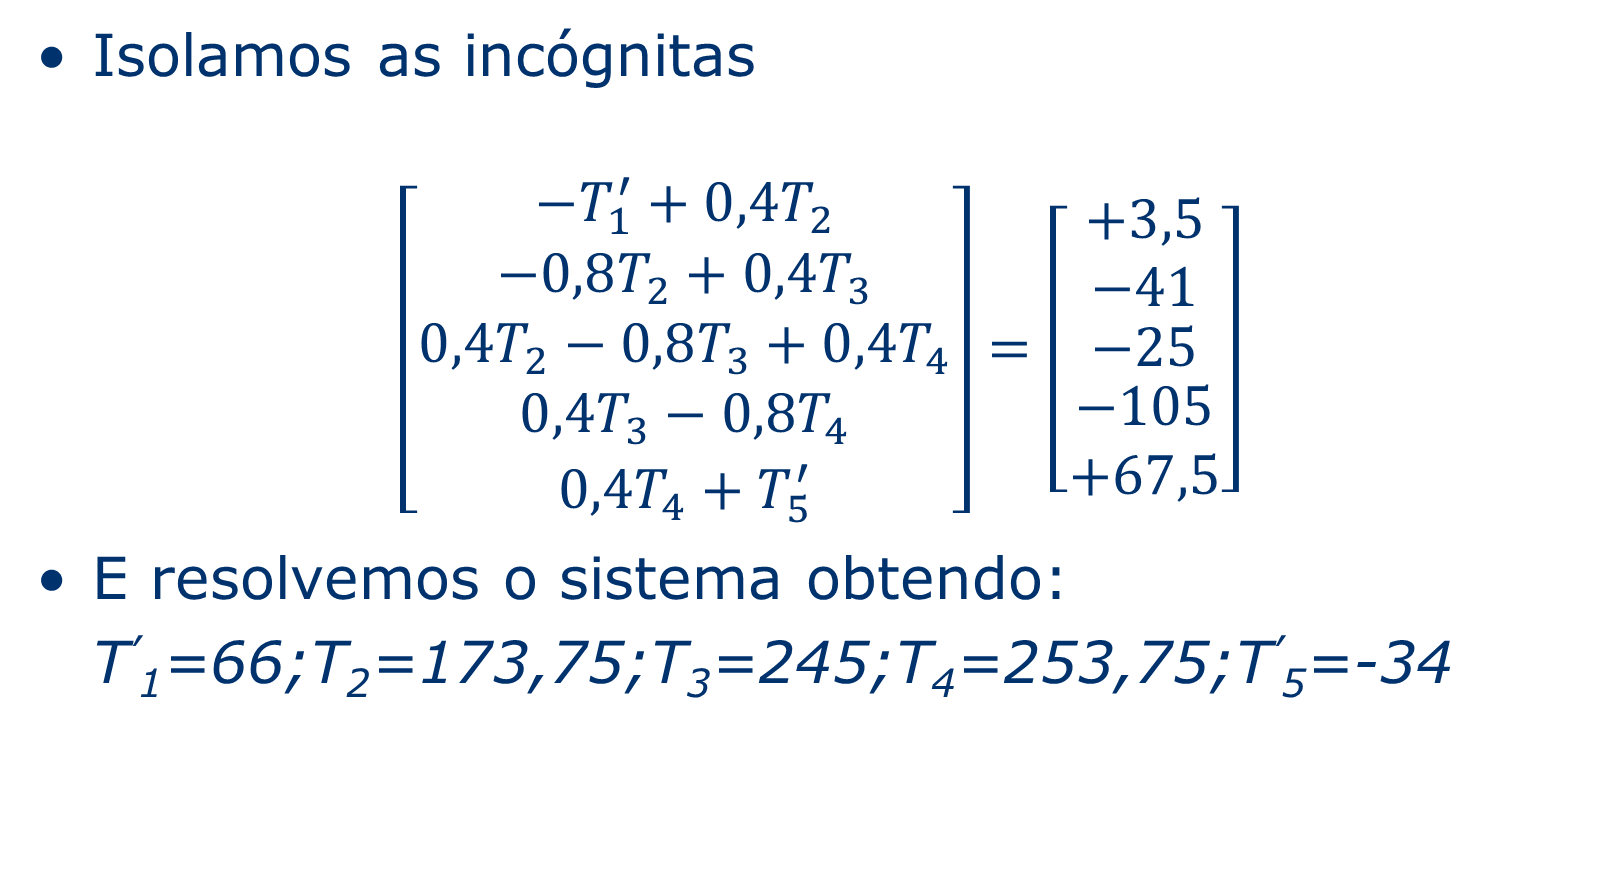 • Isolamos as incógnitas
−T₁′ + 0,4T₂
−0,8T₂ + 0,4T₃
0,4T₂ − 0,8T₃ + 0,4T₄
0,4T₃ − 0,8T₄
0,4T₄ + T₅′
=
+3,5
−41
−25
−105
+67,5
• E resolvemos o sistema obtendo:
T′₁=66;T₂=173,75;T₃=245;T₄=253,75;T′₅=-34